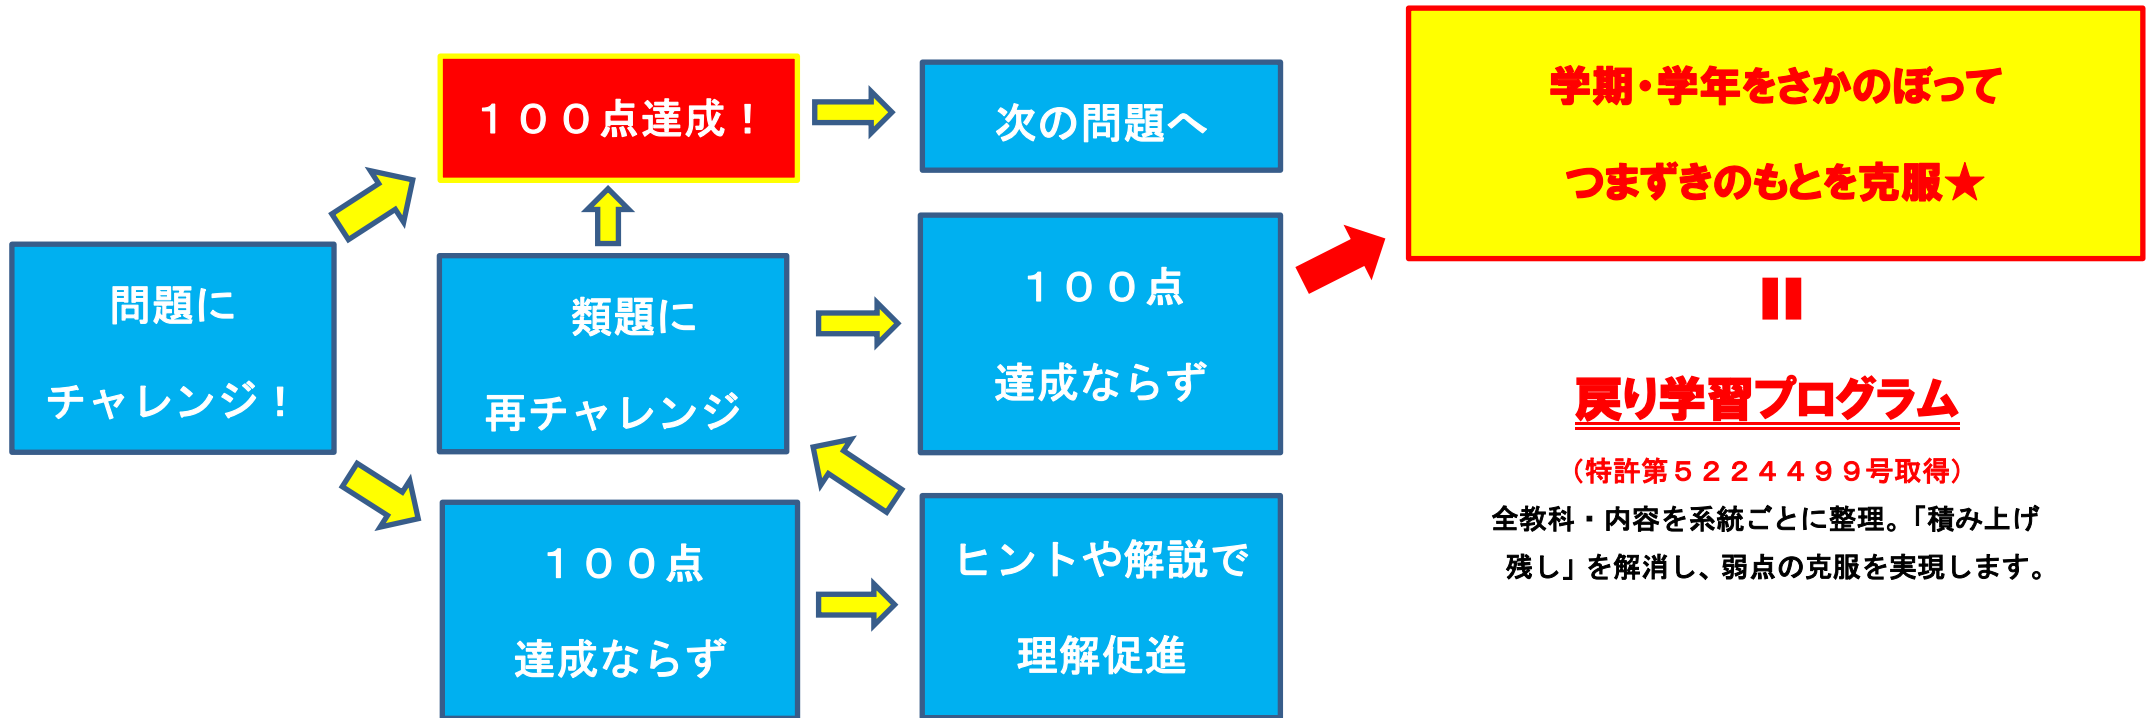 １００点達成！
次の問題へ
学期・学年をさかのぼって
つまずきのもとを克服★
問題に
チャレンジ！
類題に
再チャレンジ
１００点
達成ならず
戻り学習プログラム
（特許第５２２４４９９号取得）
全教科・内容を系統ごとに整理。「積み上げ
残し」を解消し、弱点の克服を実現します。
１００点
達成ならず
ヒントや解説で
理解促進